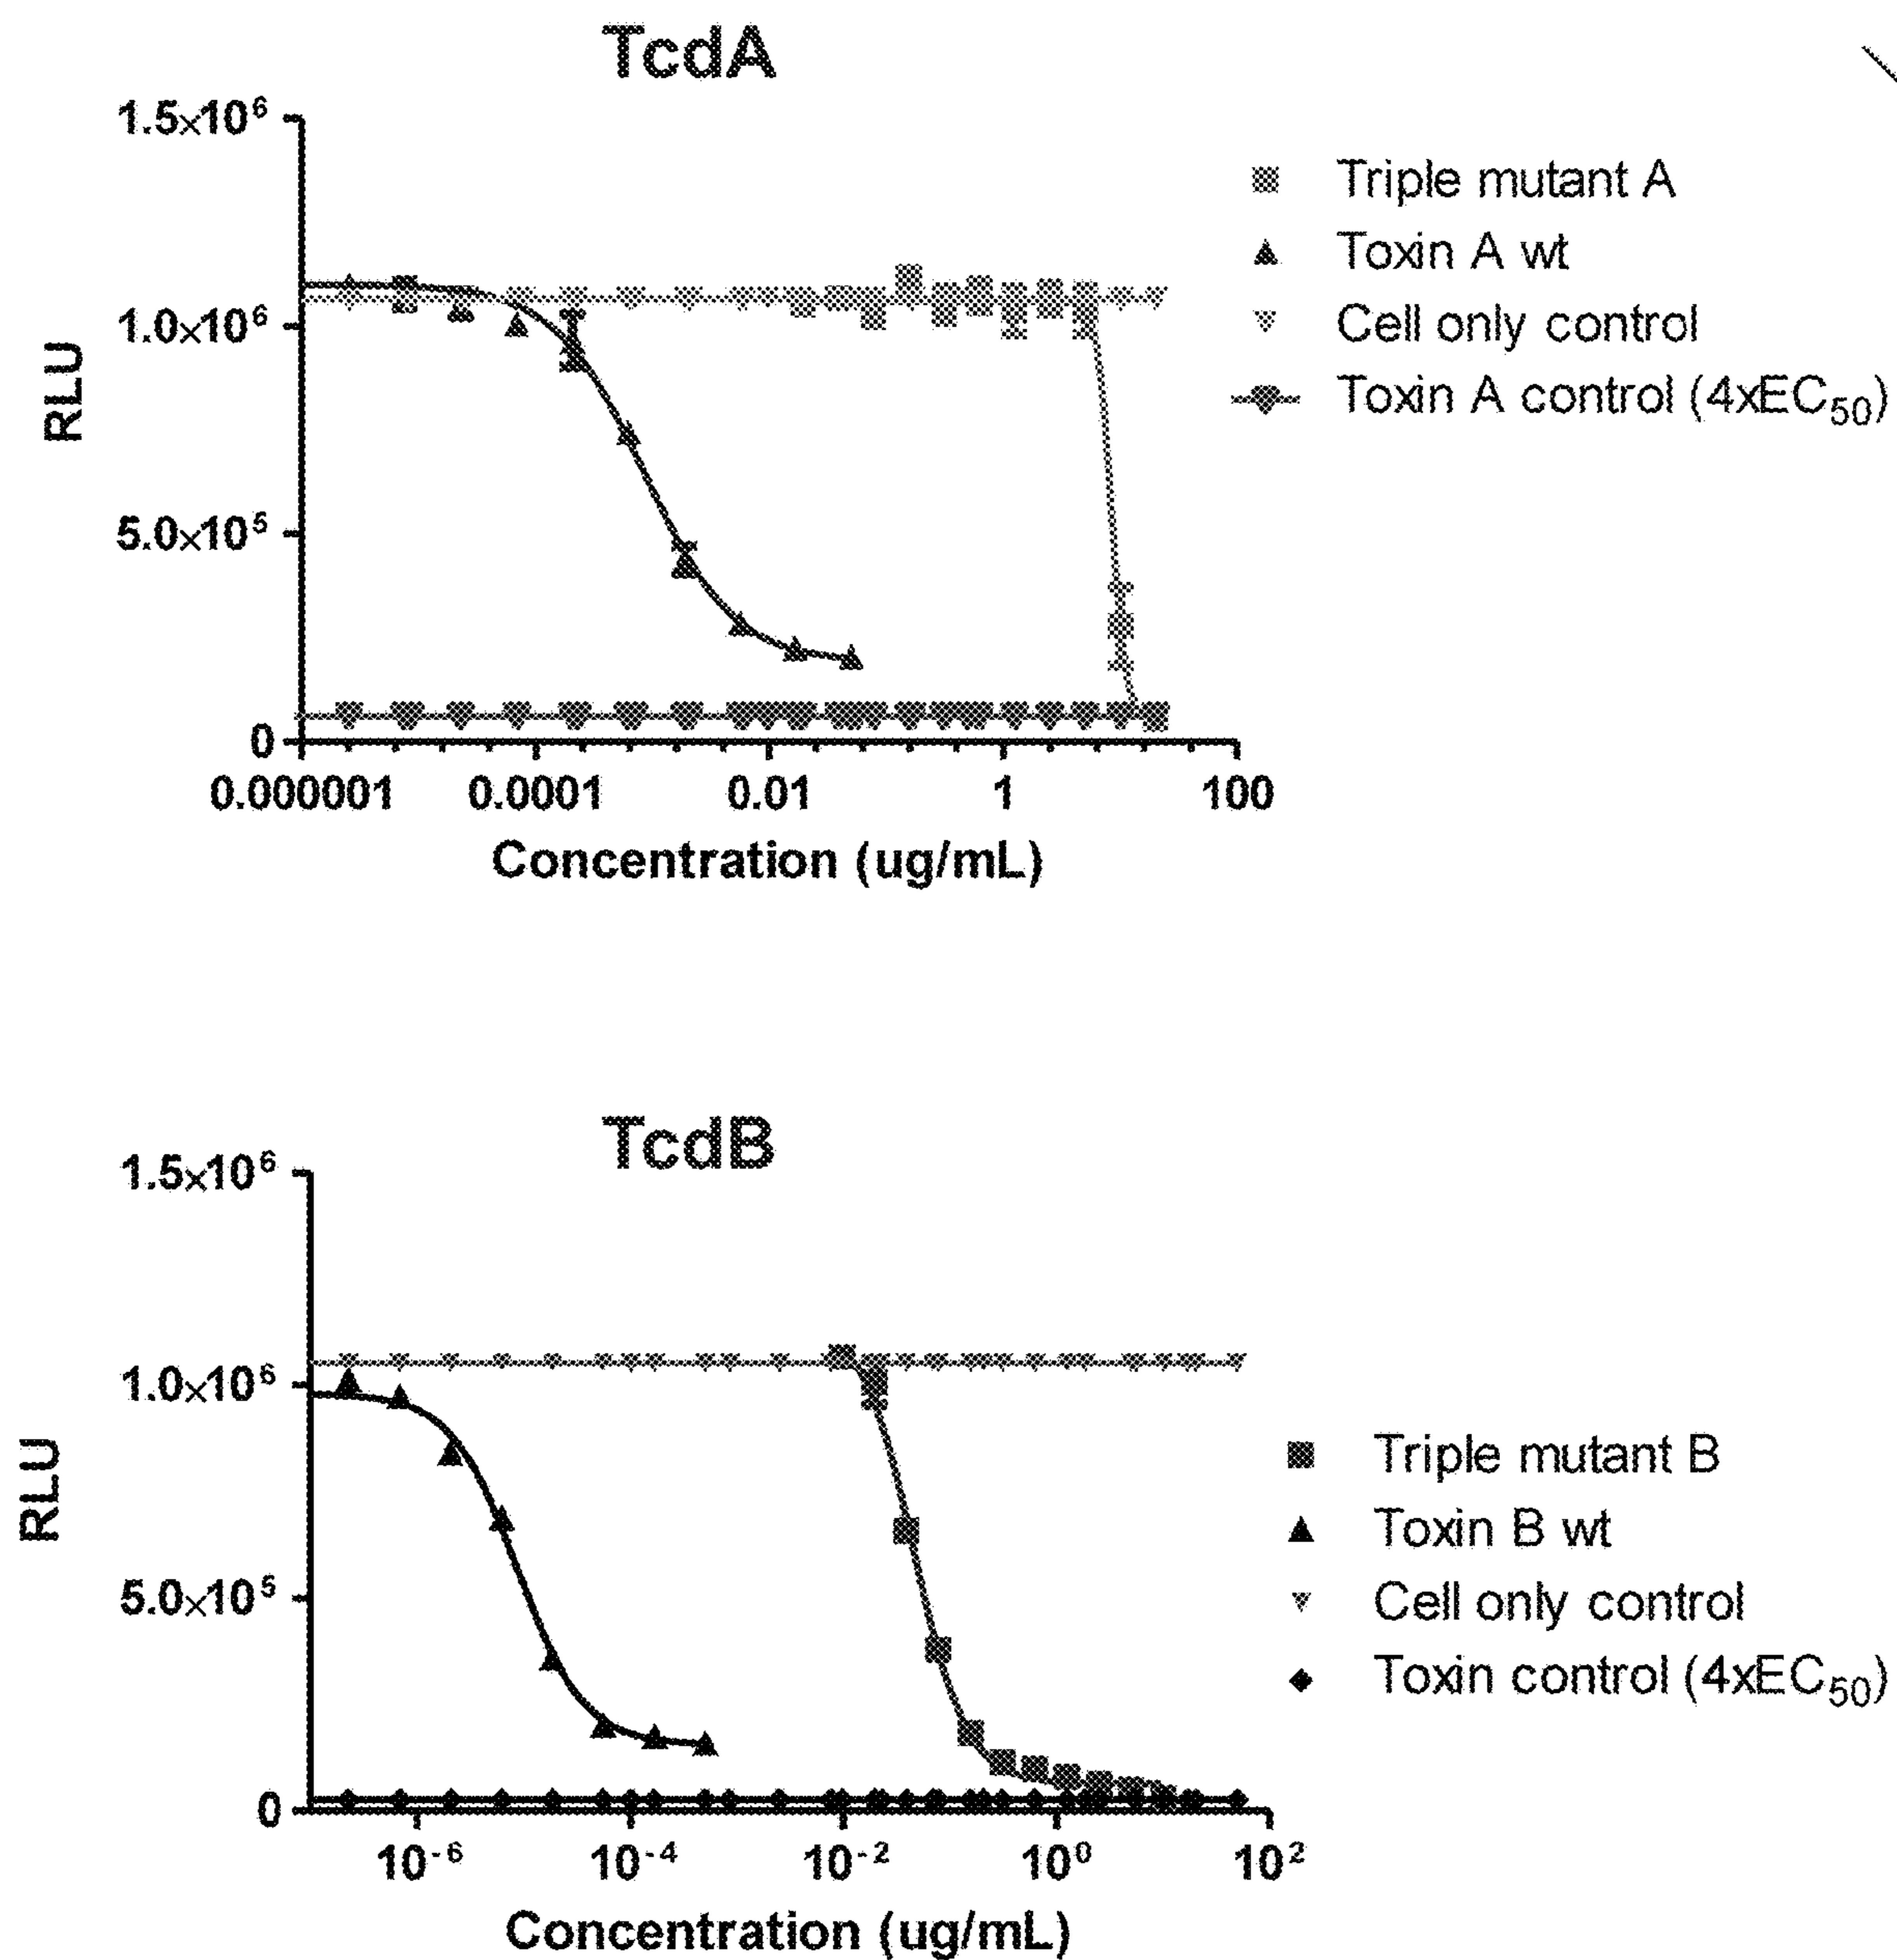 TcdA
1.5×10⁶
1.0×10⁶
5.0×10⁵
0
RLU
0.000001 0.0001 0.01 1 100
Concentration (ug/mL)
Triple mutant A
Toxin A wt
Cell only control
Toxin A control (4xEC₅₀)
TcdB
1.5×10⁶
1.0×10⁶
5.0×10⁵
0
RLU
10⁻⁶ 10⁻⁴ 10⁻² 10⁰ 10²
Concentration (ug/mL)
Triple mutant B
Toxin B wt
Cell only control
Toxin control (4xEC₅₀)